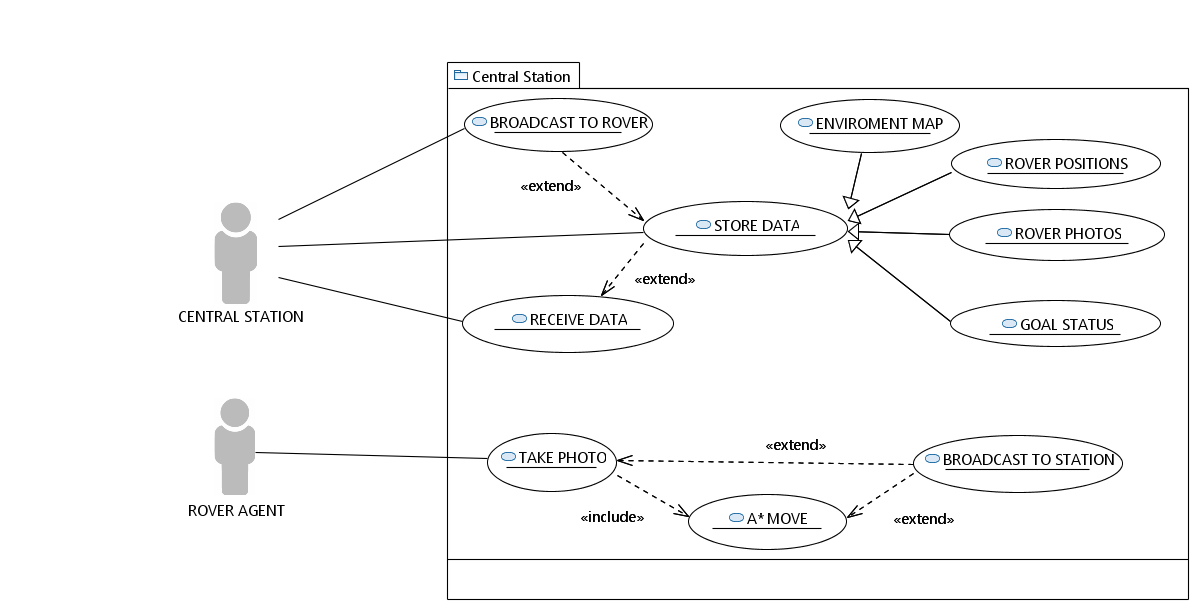 Central Station
BROADCAST TO ROVER
ENVIROMENT MAP
ROVER POSITIONS
«extend»
STORE DATA
ROVER PHOTOS
«extend»
CENTRAL STATION
RECEIVE DATA
GOAL STATUS
«extend»
TAKE PHOTO
BROADCAST TO STATION
ROVER AGENT
«include»
A* MOVE
«extend»